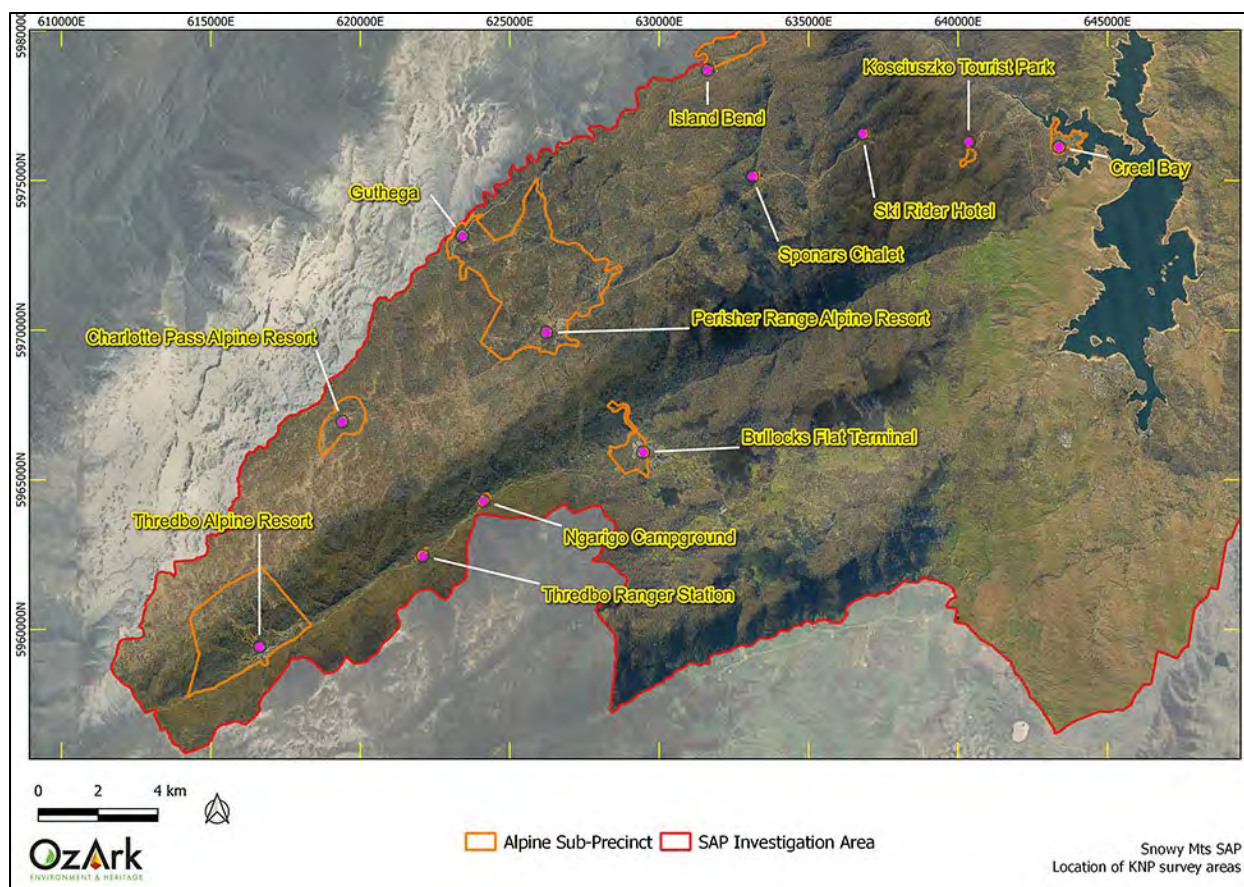 610000E 615000E 620000E 625000E 630000E 635000E 640000E 645000E
5980000N
Kosciuszko Tourist Park
Island Bend
5975000N
Creel Bay
Guthega
Ski Rider Hotel
Sponars Chalet
Perisher Range Alpine Resort
5970000N
Charlotte Pass Alpine Resort
Bullocks Flat Terminal
5965000N
Thredbo Alpine Resort
Ngarigo Campground
Thredbo Ranger Station
5960000N
0 2 4 km
OzArk
ENVIRONMENT & HERITAGE
Alpine Sub-Precinct SAP Investigation Area
Snowy Mts SAP
Location of KNP survey areas